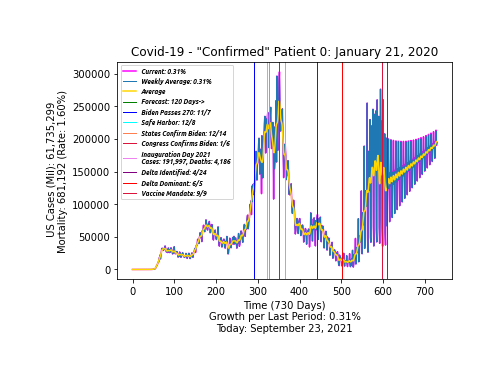 Covid-19 - "Confirmed" Patient 0: January 21, 2020
300000
250000
200000
150000
100000
50000
0
US Cases (Mil): 61,735,299
Mortality: 681,192 (Rate: 1.60%)
Current: 0.31%
Weekly Average: 0.31%
Average
Forecast: 120 Days->
Biden Passes 270: 11/7
Safe Harbor: 12/8
States Confirm Biden: 12/14
Congress Confirms Biden: 1/6
Inauguration Day 2021
Cases: 191,997, Deaths: 4,186
Delta Identified: 4/24
Delta Dominant: 6/5
Vaccine Mandate: 9/9
0 100 200 300 400 500 600 700
Time (730 Days)
Growth per Last Period: 0.31%
Today: September 23, 2021